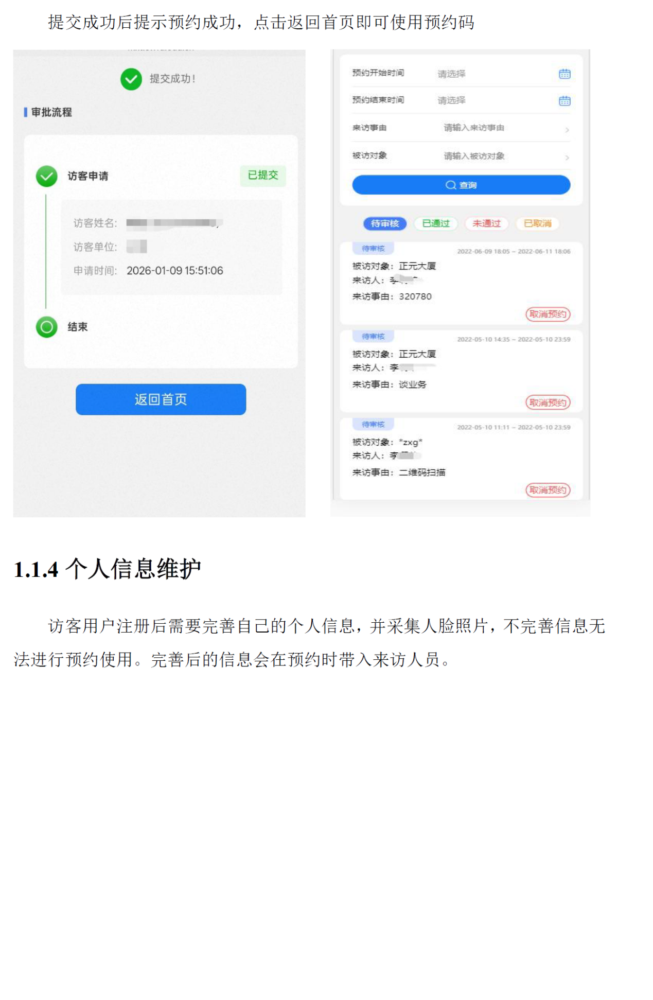 提交成功后提示预约成功，点击返回首页即可使用预约码
提交成功！
审批流程
访客申请
已提交
访客姓名:
访客单位:
申请时间: 2026-01-09 15:51:06
结束
返回首页
预约开始时间 请选择
预约结束时间 请选择
来访事由 请输入来访事由
被访对象 请输入被访对象
查询
待审核 已通过 未通过 已取消
待审核 2022-06-09 18:05 ~ 2022-06-11 18:06
被访对象：正元大厦
来访人：李
来访事由：320780
取消预约
待审核 2022-05-10 14:35 ~ 2022-05-10 23:59
被访对象：正元大厦
来访人：李
来访事由：谈业务
取消预约
待审核 2022-05-10 11:11 ~ 2022-05-10 23:59
被访对象：*zxg*
来访人：李
来访事由：二维码扫描
取消预约
1.1.4 个人信息维护
访客用户注册后需要完善自己的个人信息，并采集人脸照片，不完善信息无
法进行预约使用。完善后的信息会在预约时带入来访人员。